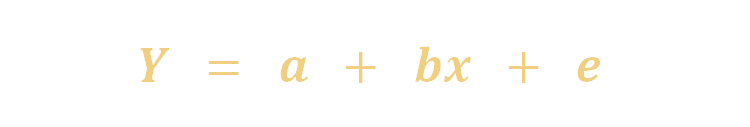 Y = a + bx + e